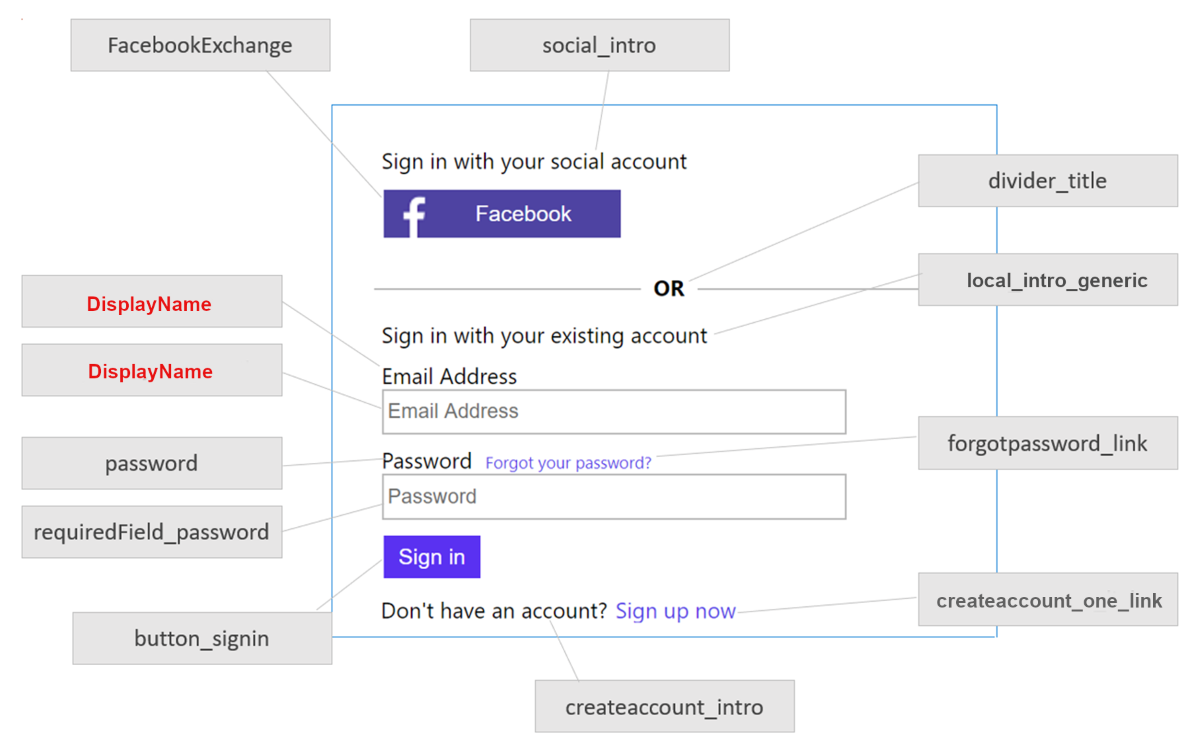 FacebookExchange
social_intro
Sign in with your social account
divider_title
Facebook
local_intro_generic
OR
DisplayName
Sign in with your existing account
DisplayName
Email Address
Email Address
forgotpassword_link
password
Password Forgot your password?
Password
requiredField_password
Sign in
createaccount_one_link
Don't have an account? Sign up now
button_signin
createaccount_intro